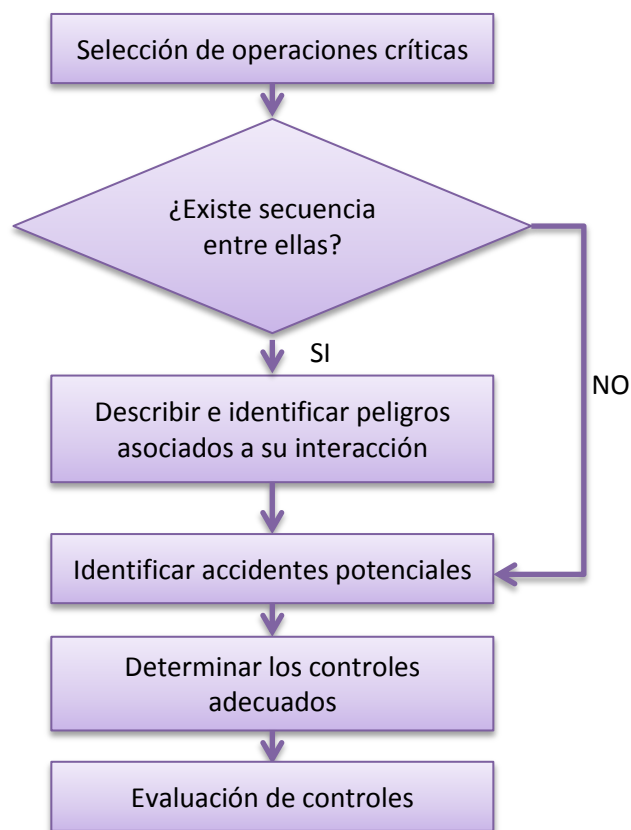 Selección de operaciones críticas
¿Existe secuencia
entre ellas?
SI
NO
Describir e identificar peligros
asociados a su interacción
Identificar accidentes potenciales
Determinar los controles
adecuados
Evaluación de controles